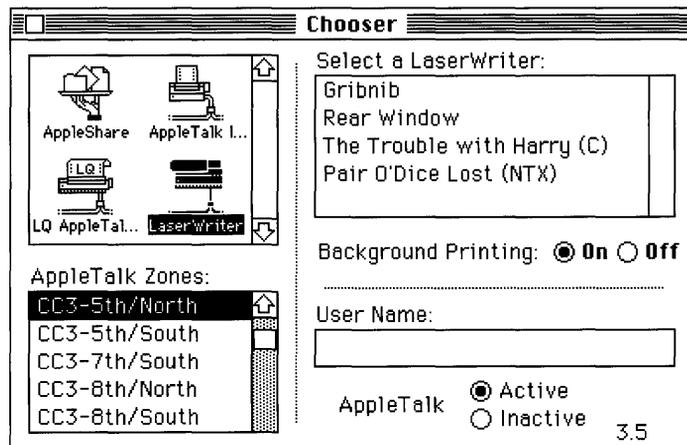 Chooser
AppleShare
AppleTalk I...
LQ
LQ AppleTal...
LaserWriter
AppleTalk Zones:
CC3-5th/North
CC3-5th/South
CC3-7th/South
CC3-8th/North
CC3-8th/South
Select a LaserWriter:
Gribnib
Rear Window
The Trouble with Harry (C)
Pair O'Dice Lost (NTX)
Background Printing: On Off
User Name:
AppleTalk
Active
Inactive
3.5